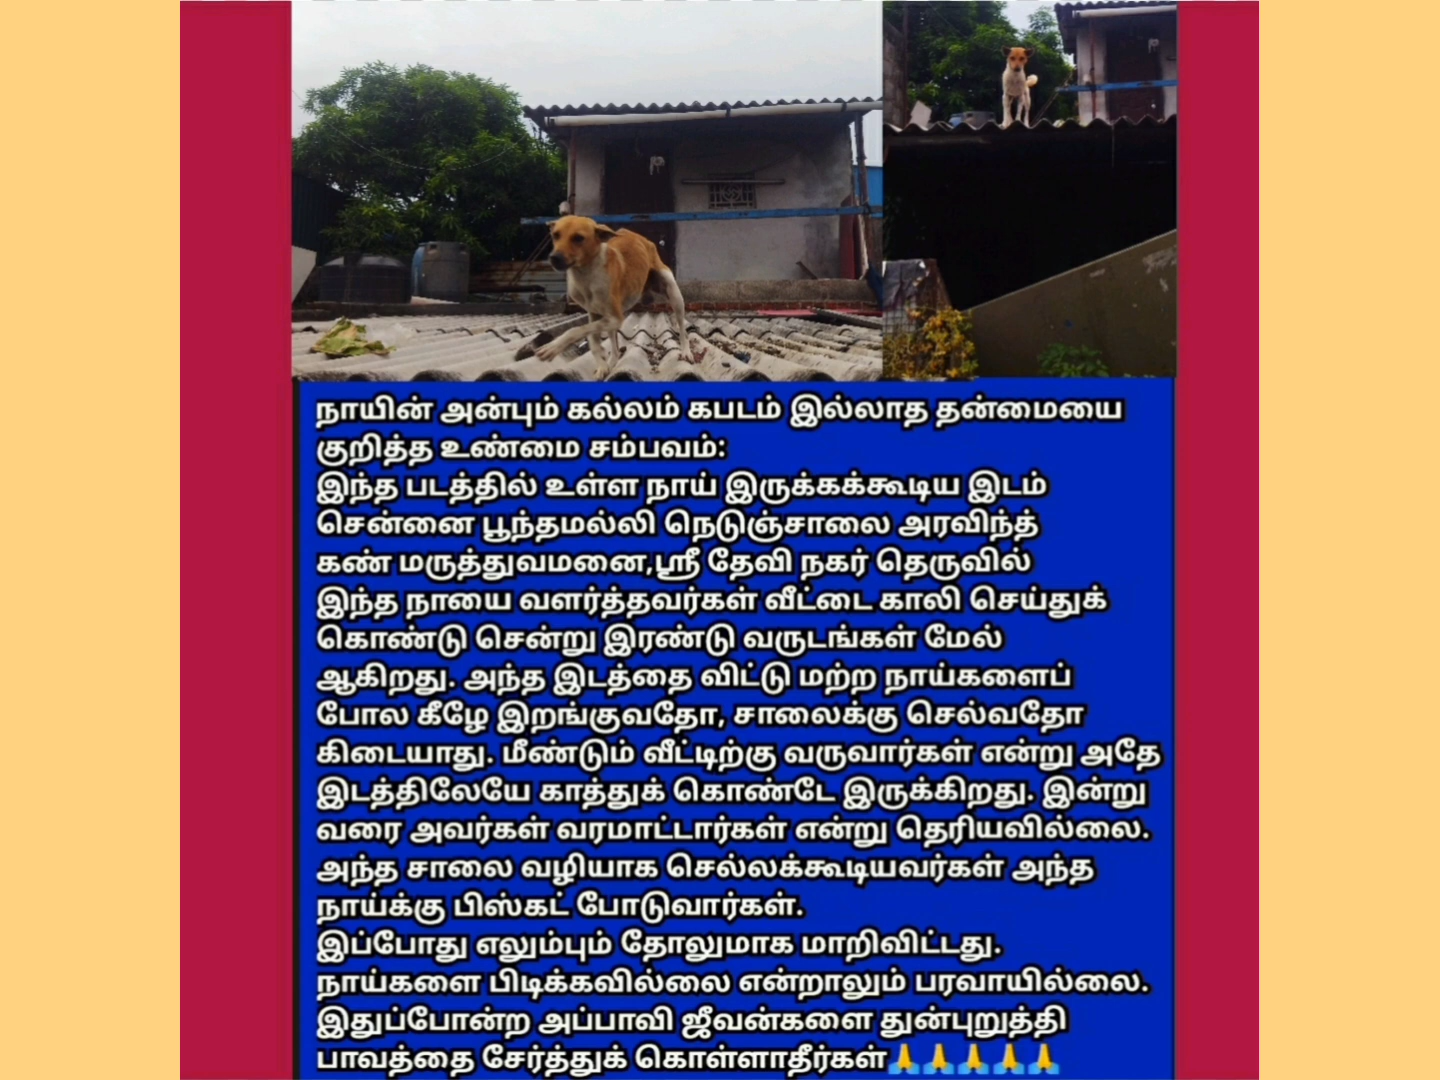 நாயின் அன்பும் கல்லம் கபடம் இல்லாத தன்மையை
குறித்த உண்மை சம்பவம்:
இந்த படத்தில் உள்ள நாய் இருக்கக்கூடிய இடம்
சென்னை பூந்தமல்லி நெடுஞ்சாலை அரவிந்த்
கண் மருத்துவமனை,ஸ்ரீ தேவி நகர் தெருவில்
இந்த நாயை வளர்த்தவர்கள் வீட்டை காலி செய்துக்
கொண்டு சென்று இரண்டு வருடங்கள் மேல்
ஆகிறது. அந்த இடத்தை விட்டு மற்ற நாய்களைப்
போல கீழே இறங்குவதோ, சாலைக்கு செல்வதோ
கிடையாது. மீண்டும் வீட்டிற்கு வருவார்கள் என்று அதே
இடத்திலேயே காத்துக் கொண்டே இருக்கிறது. இன்று
வரை அவர்கள் வரமாட்டார்கள் என்று தெரியவில்லை.
அந்த சாலை வழியாக செல்லக்கூடியவர்கள் அந்த
நாய்க்கு பிஸ்கட் போடுவார்கள்.
இப்போது எலும்பும் தோலுமாக மாறிவிட்டது.
நாய்களை பிடிக்கவில்லை என்றாலும் பரவாயில்லை.
இதுப்போன்ற அப்பாவி ஜீவன்களை துன்புறுத்தி
பாவத்தை சேர்த்துக் கொள்ளாதீர்கள்🙏🙏🙏🙏🙏